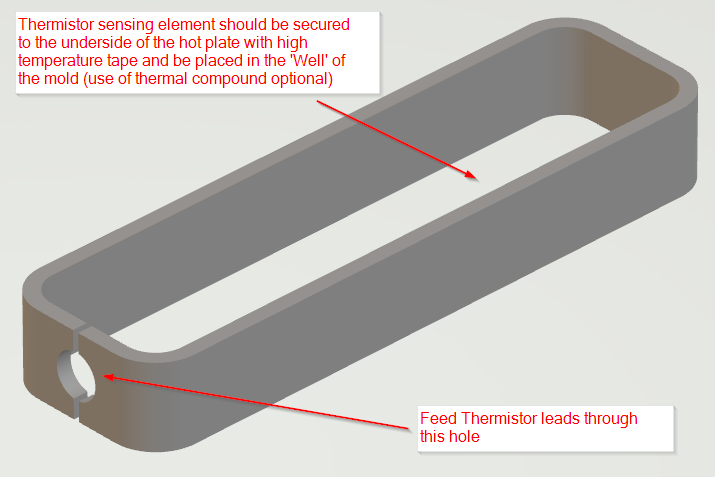 Thermistor sensing element should be secured
to the underside of the hot plate with high
temperature tape and be placed in the 'Well' of
the mold (use of thermal compound optional)
Feed Thermistor leads through
this hole